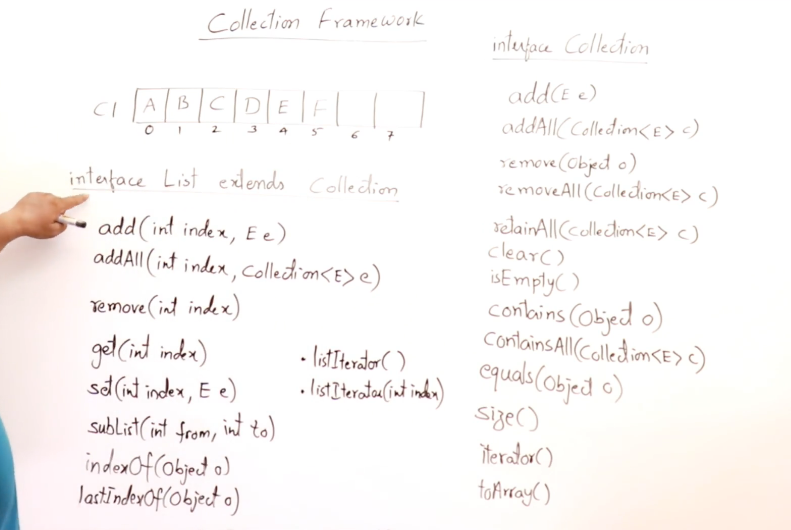 Collection Framework
C1 A B C D E F
0 1 2 3 4 5 6 7
interface List extends Collection
add(int index, E e)
addAll(int index, Collection<E> e)
remove(int index)
get(int index)
set(int index, E e)
subList(int from, int to)
indexOf(Object o)
lastIndexOf(Object o)
• listIterator()
• listIterator(int index)
interface Collection
add(E e)
addAll(Collection<E> c)
remove(Object o)
removeAll(Collection<E> c)
retainAll(Collection<E> c)
clear()
isEmpty()
contains(Object o)
containsAll(Collection<E> c)
equals(Object o)
size()
iterator()
toArray()